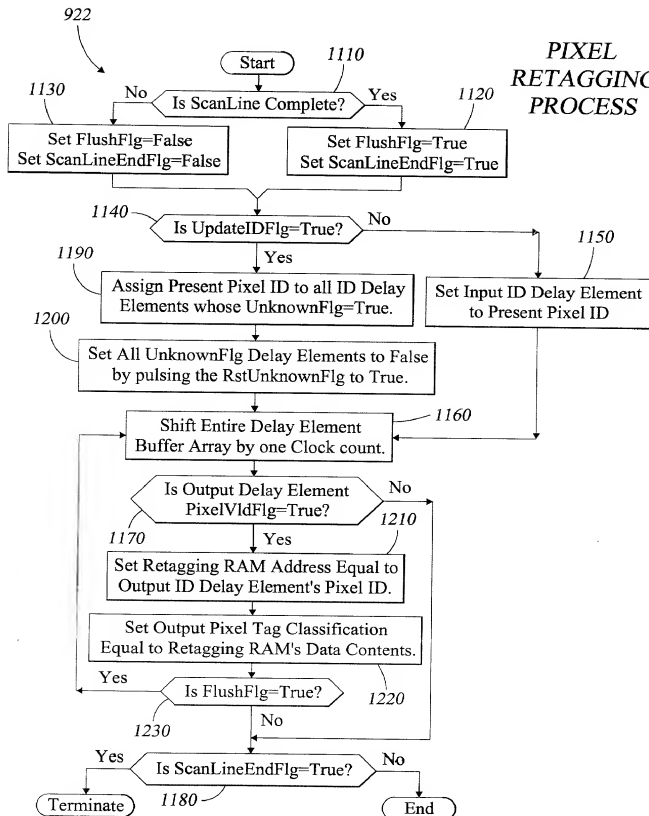 922
PIXEL
RETAGGING
PROCESS
Start
1110
Is ScanLine Complete?
No
Yes
1130
Set FlushFlg=False
Set ScanLineEndFlg=False
1120
Set FlushFlg=True
Set ScanLineEndFlg=True
1140
Is UpdateIDFlg=True?
No
Yes
1190
Assign Present Pixel ID to all ID Delay
Elements whose UnknownFlg=True.
1150
Set Input ID Delay Element
to Present Pixel ID
1200
Set All UnknownFlg Delay Elements to False
by pulsing the RstUnknownFlg to True.
1160
Shift Entire Delay Element
Buffer Array by one Clock count.
Is Output Delay Element
PixelVldFlg=True?
No
1170
Yes
1210
Set Retagging RAM Address Equal to
Output ID Delay Element's Pixel ID.
Set Output Pixel Tag Classification
Equal to Retagging RAM's Data Contents.
1220
Yes
Is FlushFlg=True?
1230
No
Yes
Is ScanLineEndFlg=True?
No
1180
Terminate
End